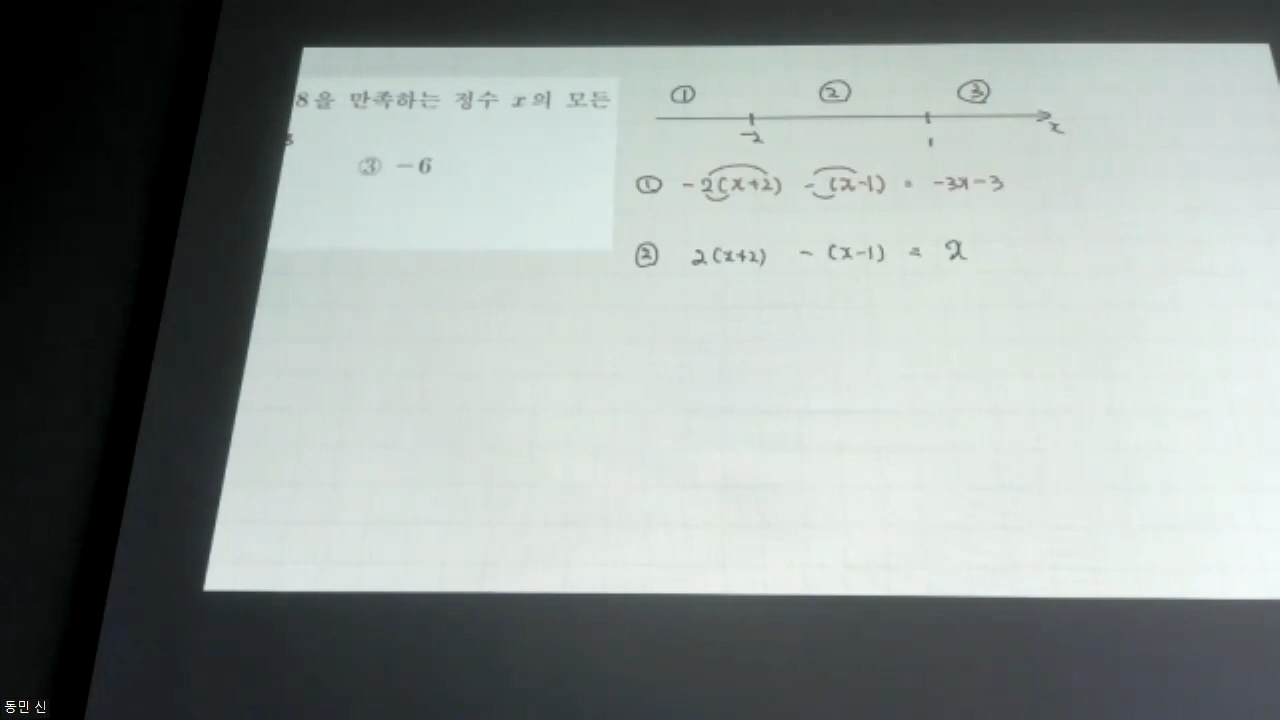 8을 만족하는 정수 x의 모든
③ -6
① ② ③
-2 1 x
① -2(x+2) -(x-1) = -3x-3
② 2(x+2) -(x-1) = x
동민 신